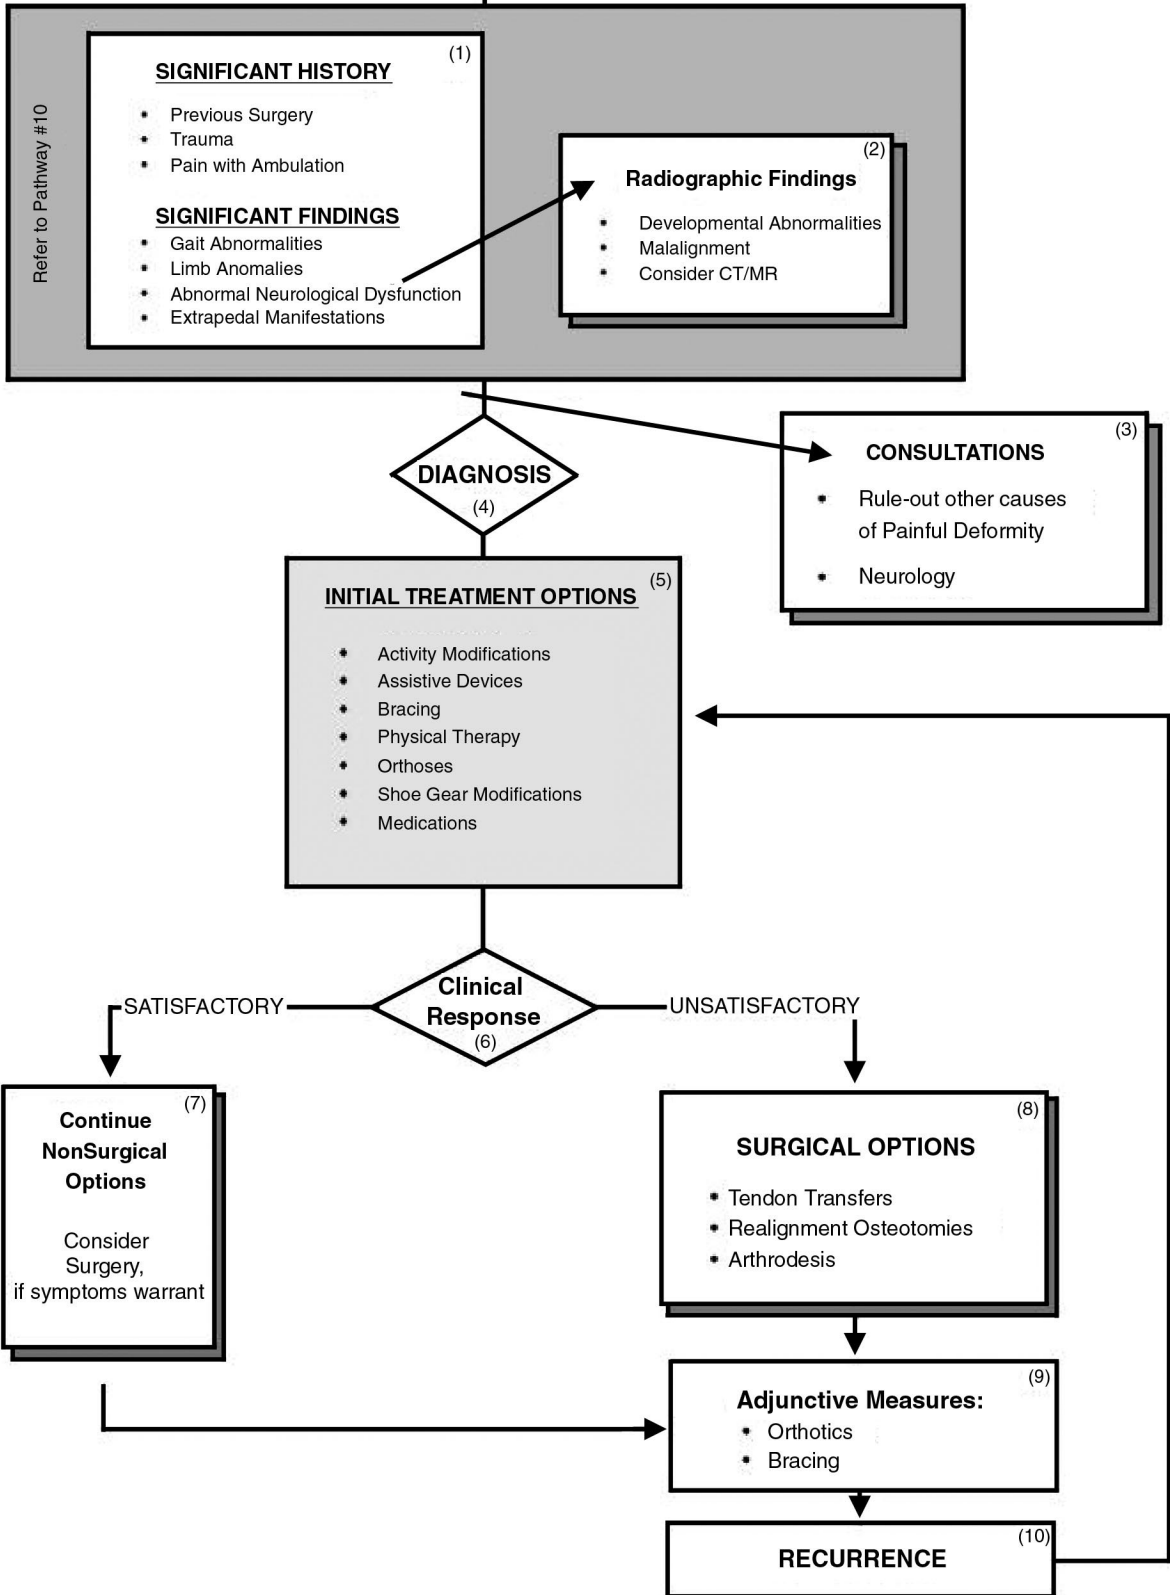 Refer to Pathway #10
(1)
SIGNIFICANT HISTORY
Previous Surgery
Trauma
Pain with Ambulation
SIGNIFICANT FINDINGS
Gait Abnormalities
Limb Anomalies
Abnormal Neurological Dysfunction
Extrapedal Manifestations
(2)
Radiographic Findings
Developmental Abnormalities
Malalignment
Consider CT/MR
(3)
CONSULTATIONS
Rule-out other causes
of Painful Deformity
Neurology
DIAGNOSIS
(4)
(5)
INITIAL TREATMENT OPTIONS
Activity Modifications
Assistive Devices
Bracing
Physical Therapy
Orthoses
Shoe Gear Modifications
Medications
Clinical
Response
(6)
SATISFACTORY
UNSATISFACTORY
(7)
Continue
NonSurgical
Options
Consider
Surgery,
if symptoms warrant
(8)
SURGICAL OPTIONS
Tendon Transfers
Realignment Osteotomies
Arthrodesis
(9)
Adjunctive Measures:
Orthotics
Bracing
(10)
RECURRENCE